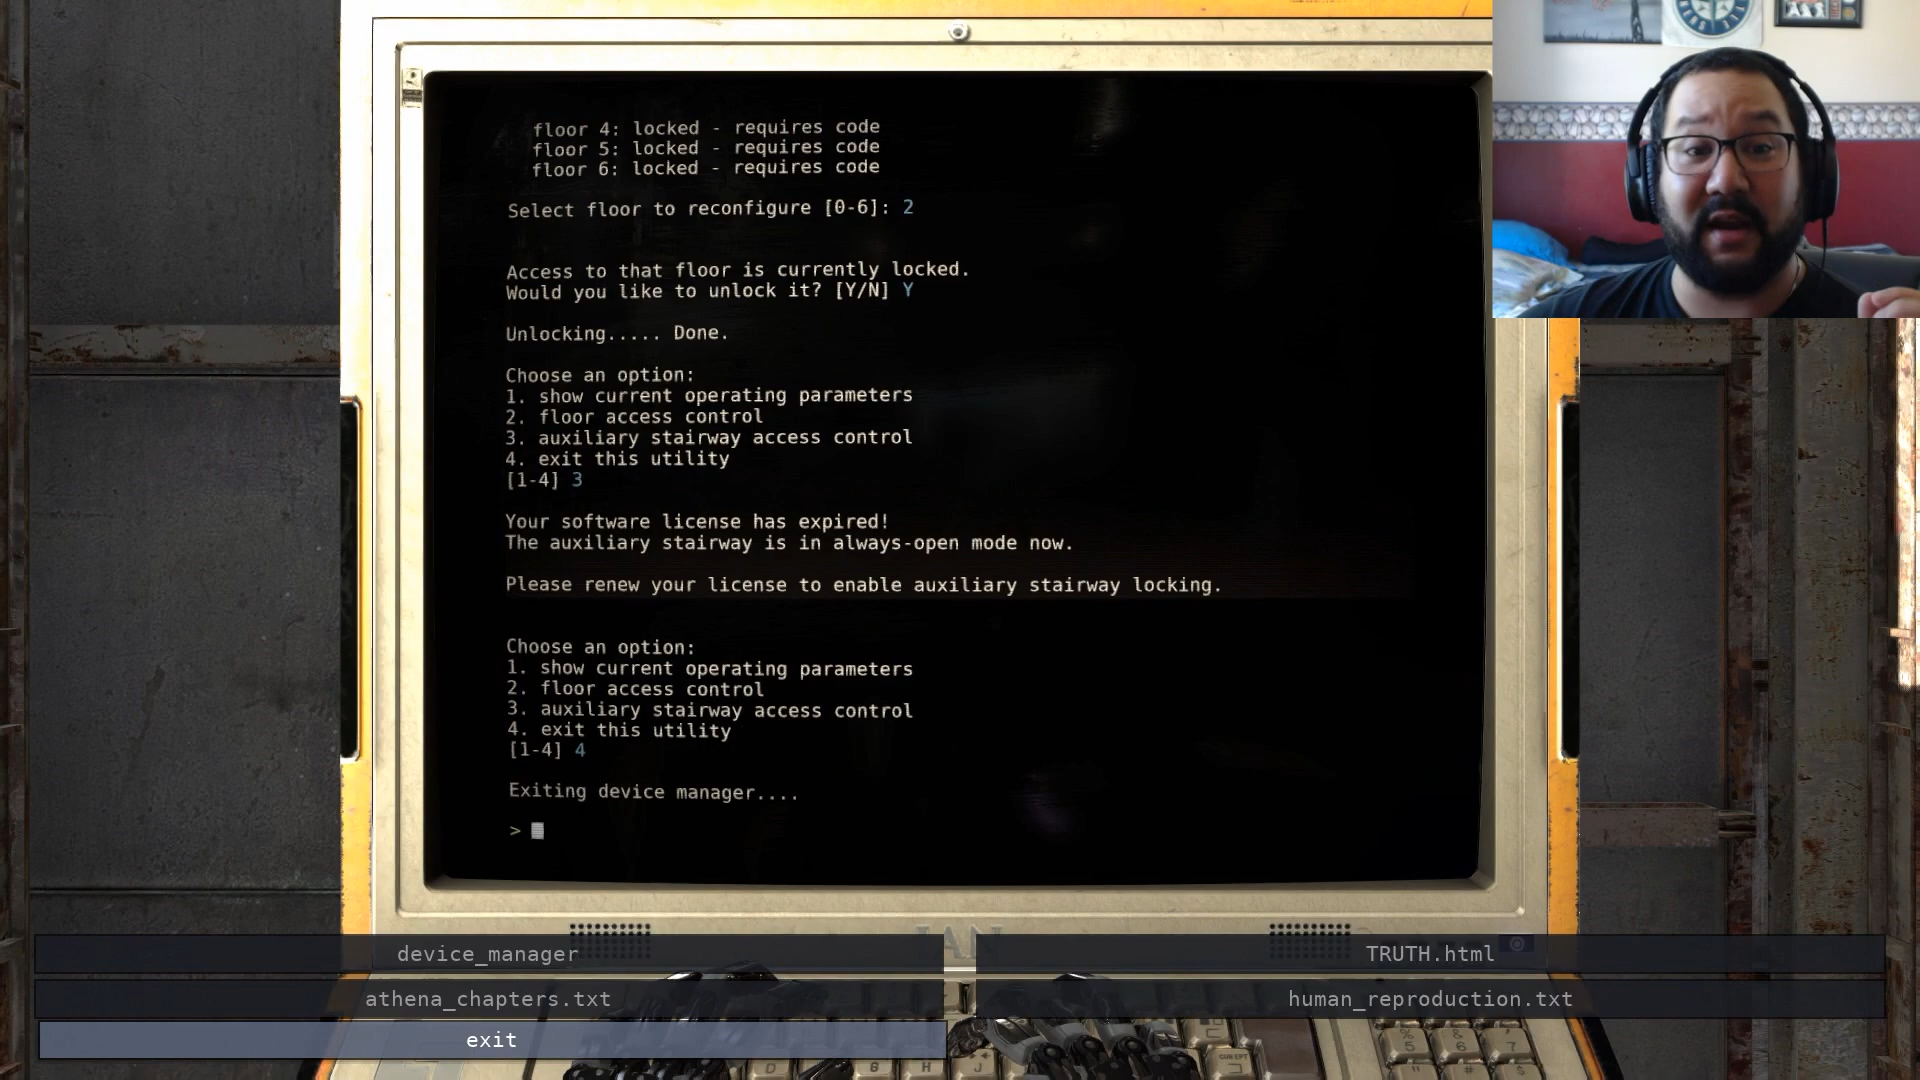 floor 4: locked - requires code
floor 5: locked - requires code
floor 6: locked - requires code
Select floor to reconfigure [0-6]: 2
Access to that floor is currently locked.
Would you like to unlock it? [Y/N] Y
Unlocking..... Done.
Choose an option:
1. show current operating parameters
2. floor access control
3. auxiliary stairway access control
4. exit this utility
[1-4] 3
Your software license has expired!
The auxiliary stairway is in always-open mode now.
Please renew your license to enable auxiliary stairway locking.
Choose an option:
1. show current operating parameters
2. floor access control
3. auxiliary stairway access control
4. exit this utility
[1-4] 4
Exiting device manager....
>
IAN
device_manager
TRUTH.html
athena_chapters.txt
human_reproduction.txt
exit
5 6 7
D G H J